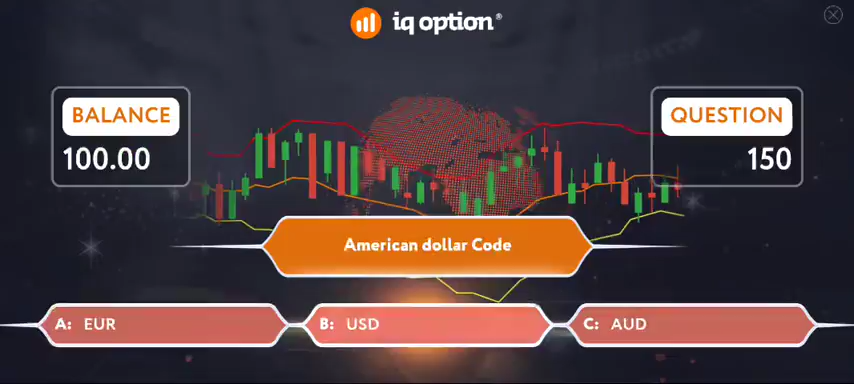 iq option®
BALANCE
100.00
QUESTION
150
American dollar Code
A: EUR
B: USD
C: AUD